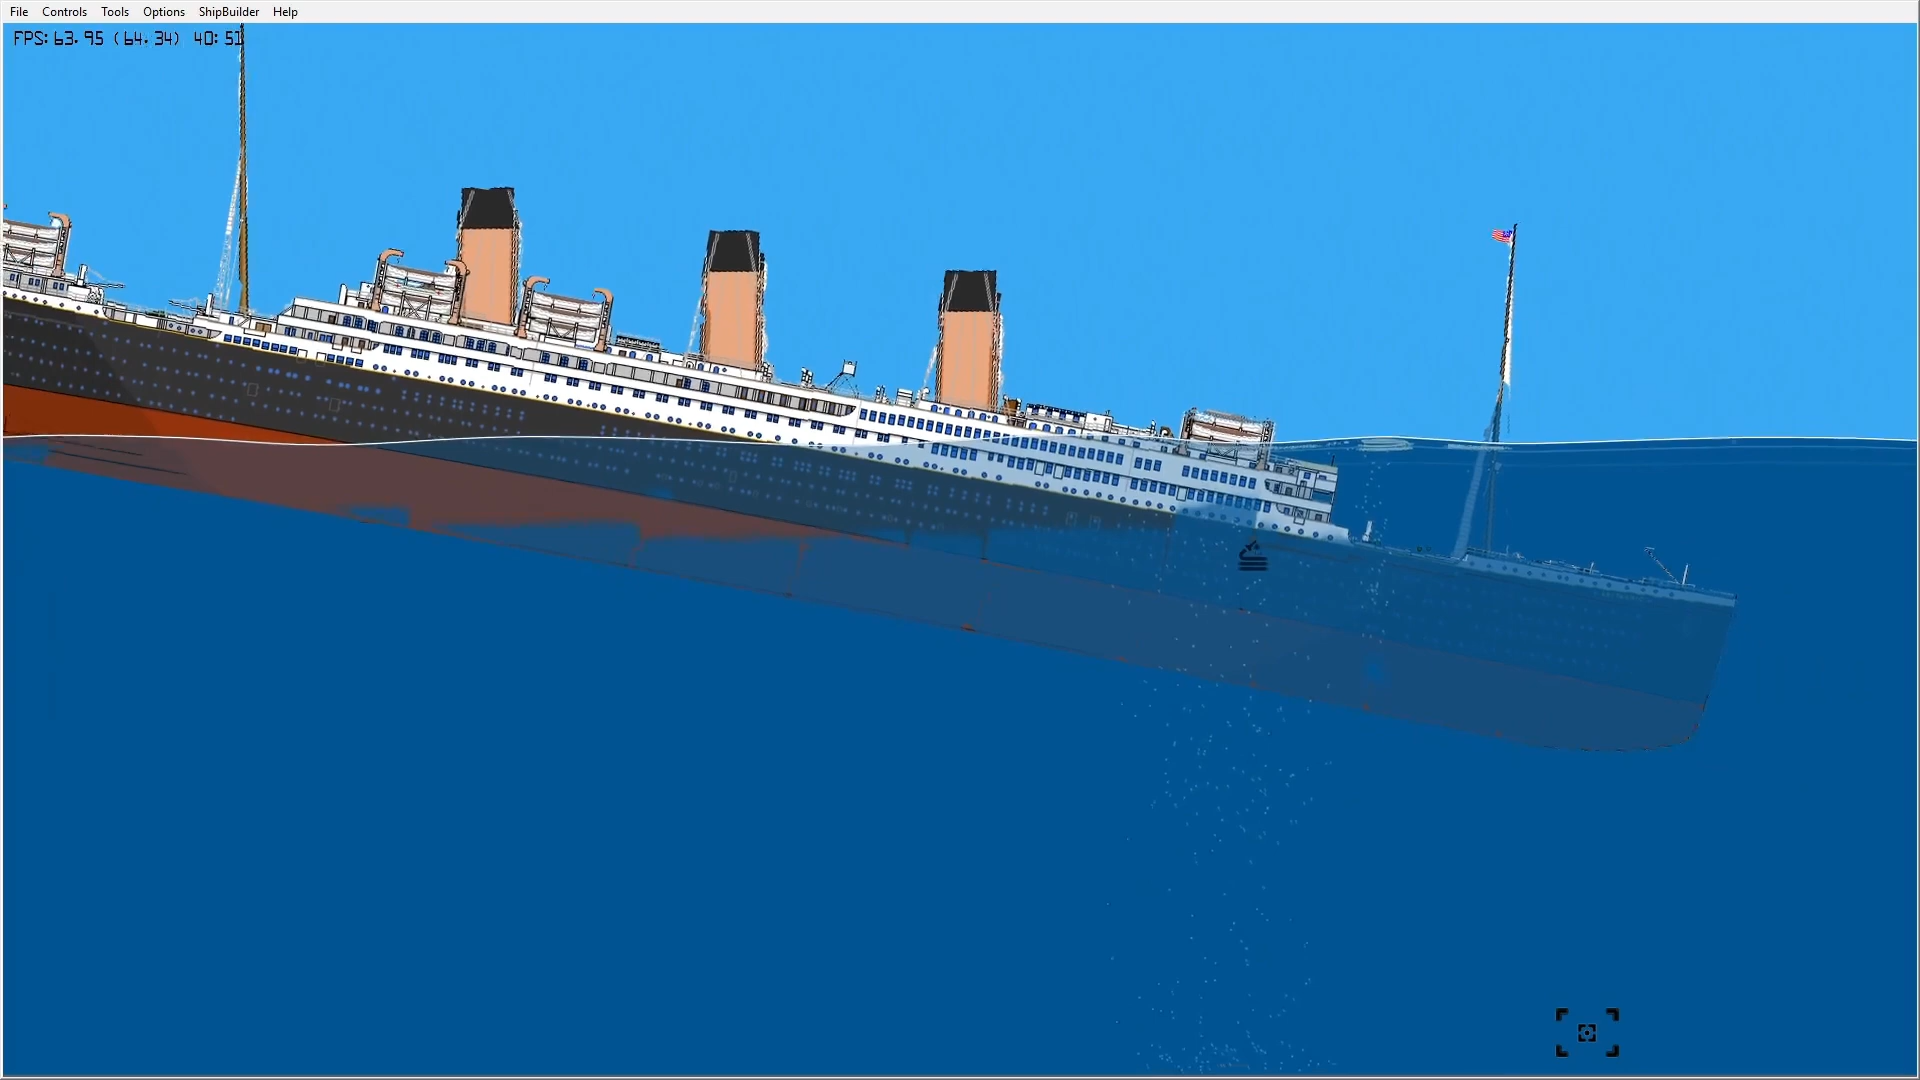 File Controls Tools Options ShipBuilder Help
FPS: 63.95 (64.34) 40:51